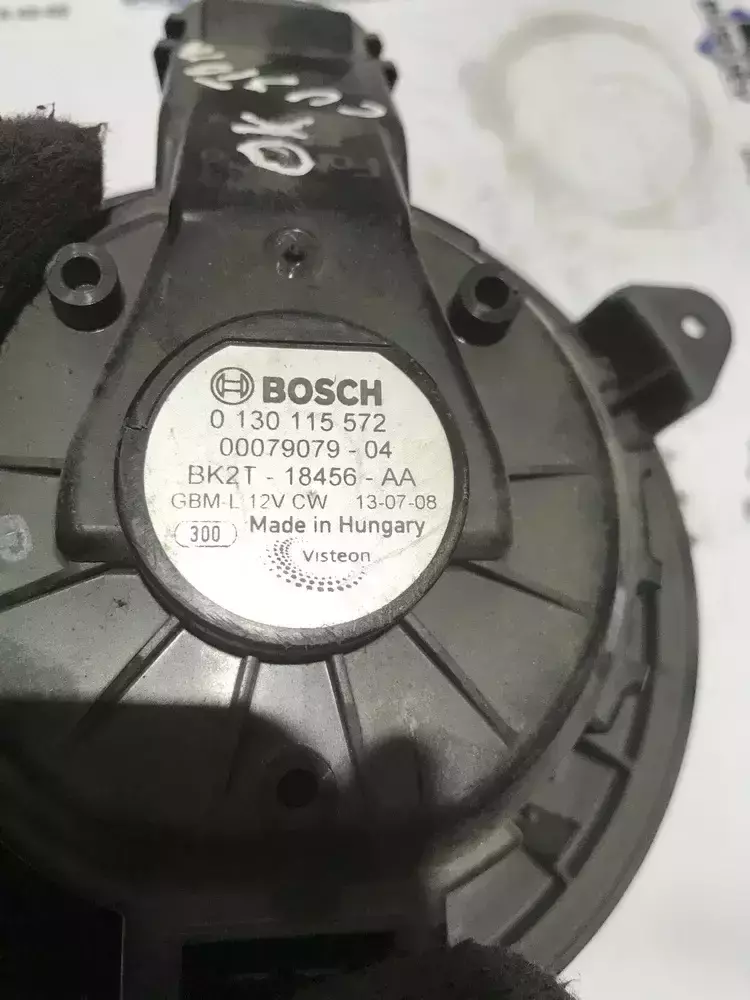 OK
BOSCH
0 130 115 572
00079079 - 04
BK2T - 18456 - AA
GBM-L 12V CW 13-07-08
300 Made in Hungary
Visteon